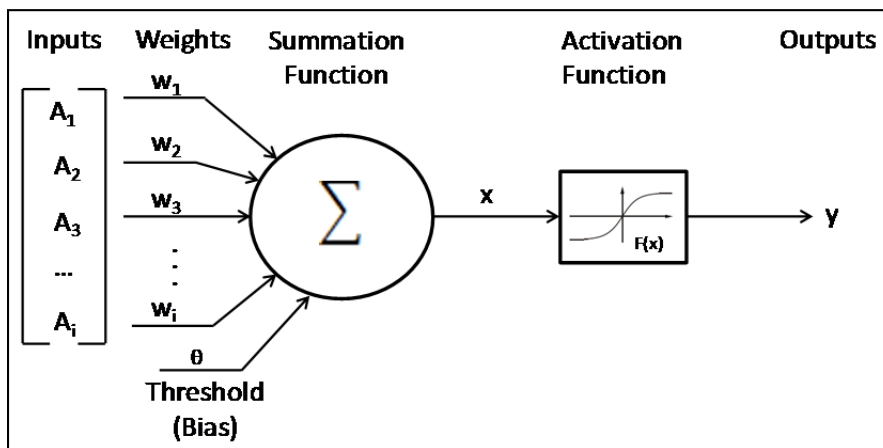 Inputs Weights Summation Function Activation Function Outputs
A₁
A₂
A₃
...
Aᵢ
w₁
w₂
w₃
⋮
wᵢ
θ
Threshold
(Bias)
∑
x
F(x)
y